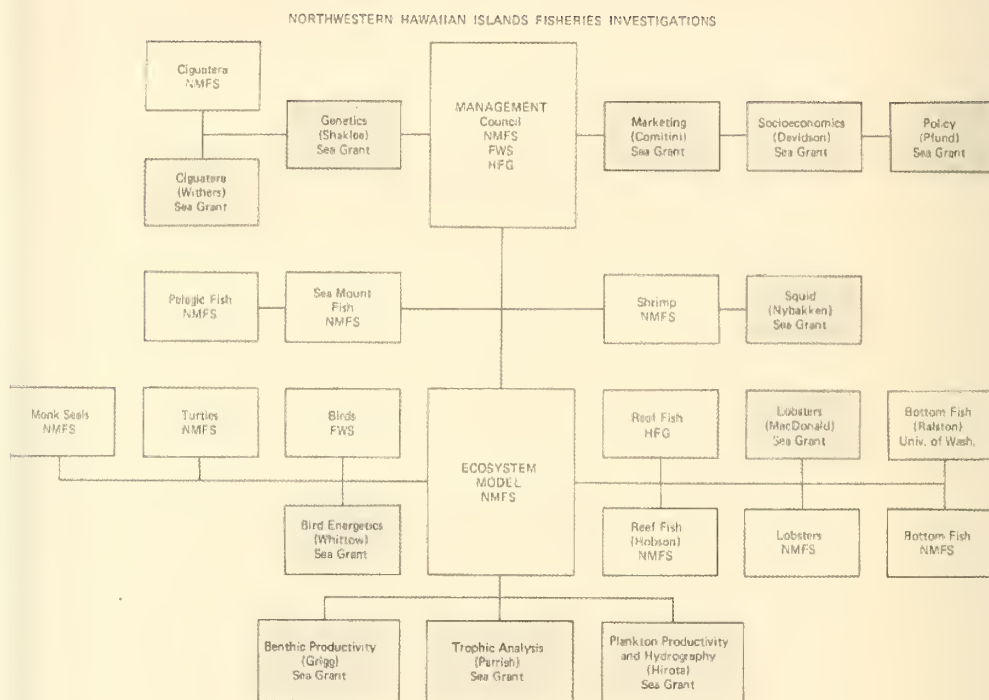 NORTHWESTERN HAWAIIAN ISLANDS FISHERIES INVESTIGATIONS
Ciguatera
NMFS
Genetics
(Shaklee)
Sea Grant
Ciguatera
(Withers)
Sea Grant
MANAGEMENT
Council
NMFS
FWS
HFG
Marketing
(Comitini)
Sea Grant
Socioeconomics
(Davidson)
Sea Grant
Policy
(Pfund)
Sea Grant
Pelagic Fish
NMFS
Sea Mount
Fish
NMFS
Shrimp
NMFS
Squid
(Nybakken)
Sea Grant
Monk Seals
NMFS
Turtles
NMFS
Birds
FWS
Bird Energetics
(Whittow)
Sea Grant
ECOSYSTEM
MODEL
NMFS
Reef Fish
HFG
Lobsters
(MacDonald)
Sea Grant
Bottom Fish
(Ralston)
Univ. of Wash.
Reef Fish
(Hobson)
NMFS
Lobsters
NMFS
Bottom Fish
NMFS
Benthic Productivity
(Grigg)
Sea Grant
Trophic Analysis
(Parrish)
Sea Grant
Plankton Productivity
and Hydrography
(Hirota)
Sea Grant